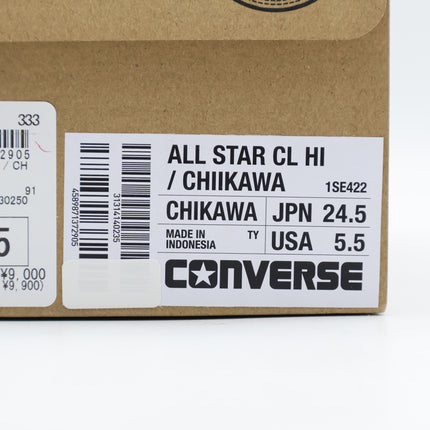 333
2905
/ CH
91
30250
5
¥9,000
¥9,900)
4589871372905
31314140235
ALL STAR CL HI
/ CHIIKAWA 1SE422
CHIKAWA JPN 24.5
MADE IN INDONESIA TY USA 5.5
CONVERSE